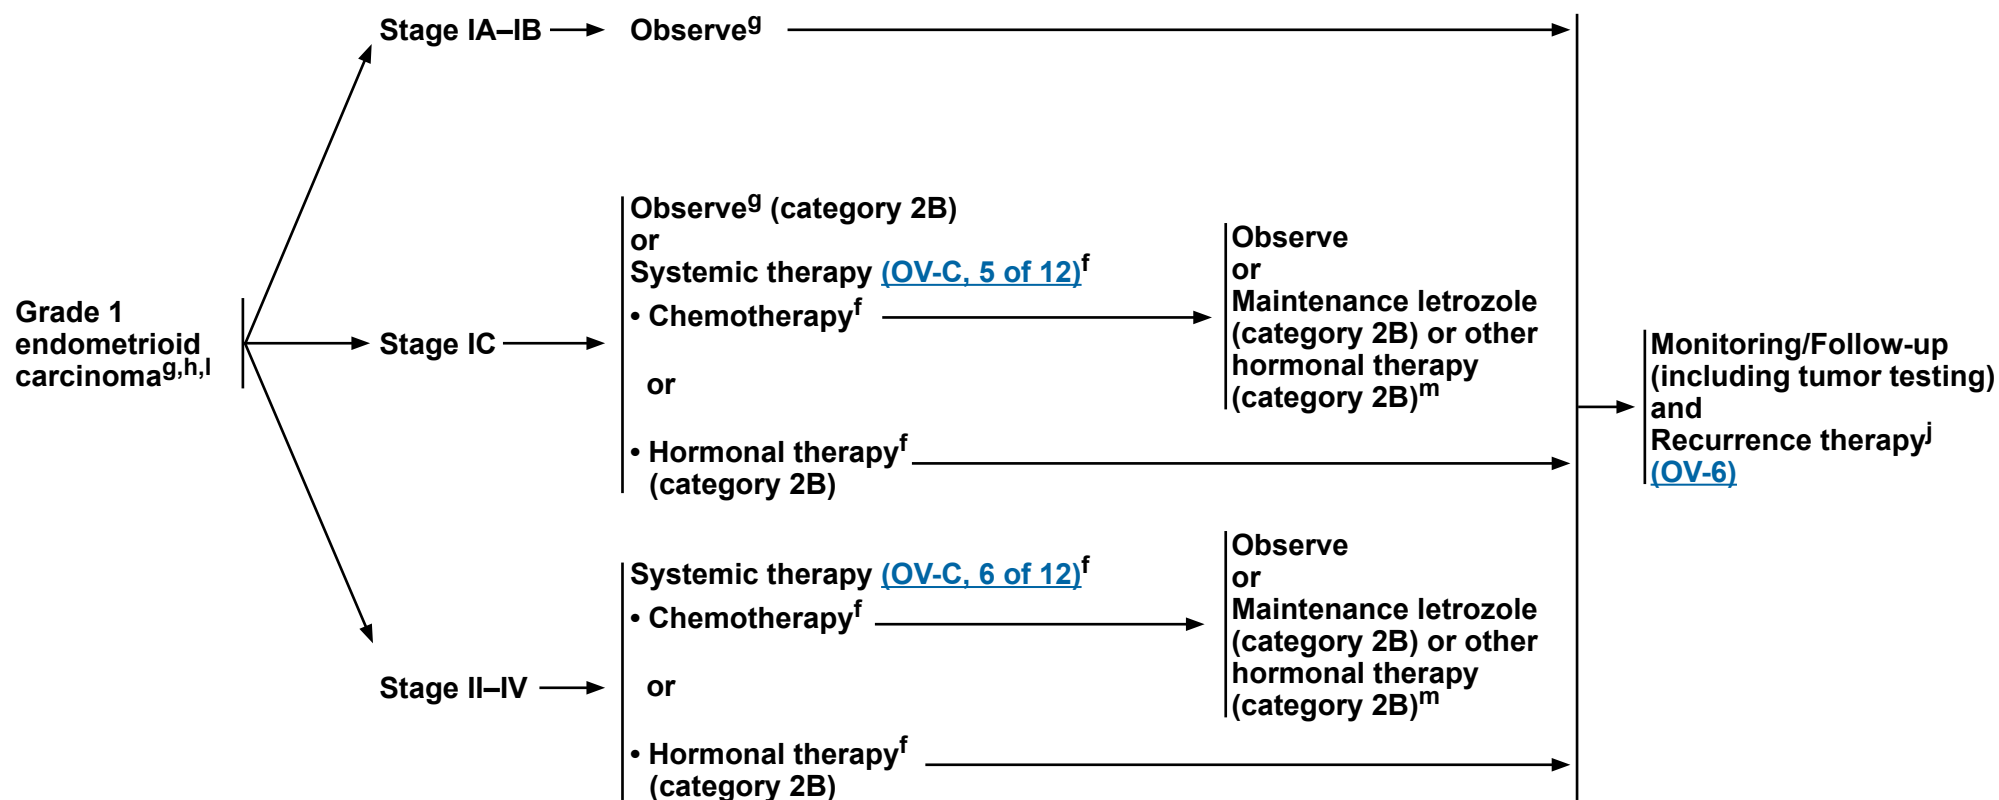 Stage IA–IB
Observeg
Grade 1
endometrioid
carcinomag,h,l
Stage IC
Observeg (category 2B)
or
Systemic therapy (OV-C, 5 of 12)f
• Chemotherapyf
or
• Hormonal therapyf
(category 2B)
Observe
or
Maintenance letrozole
(category 2B) or other
hormonal therapy
(category 2B)m
Stage II–IV
Systemic therapy (OV-C, 6 of 12)f
• Chemotherapyf
or
• Hormonal therapyf
(category 2B)
Observe
or
Maintenance letrozole
(category 2B) or other
hormonal therapy
(category 2B)m
Monitoring/Follow-up
(including tumor testing)
and
Recurrence therapyj
(OV-6)